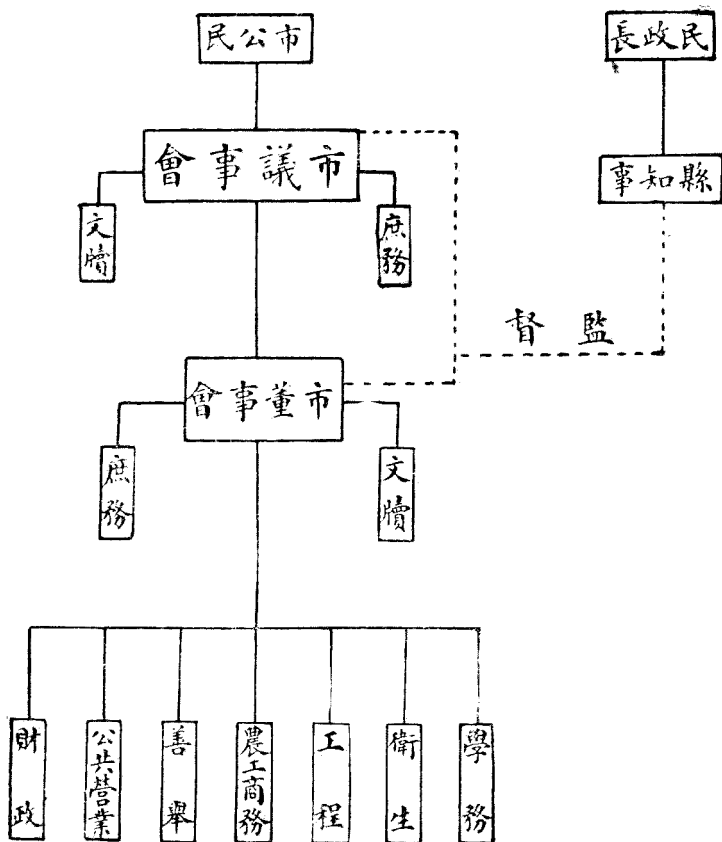 市公民
民政長
市議事會
縣知事
庶務
文牘
監督
市董事會
文牘
庶務
學務
衛生
工程
農工商務
善舉
公共營業
財政